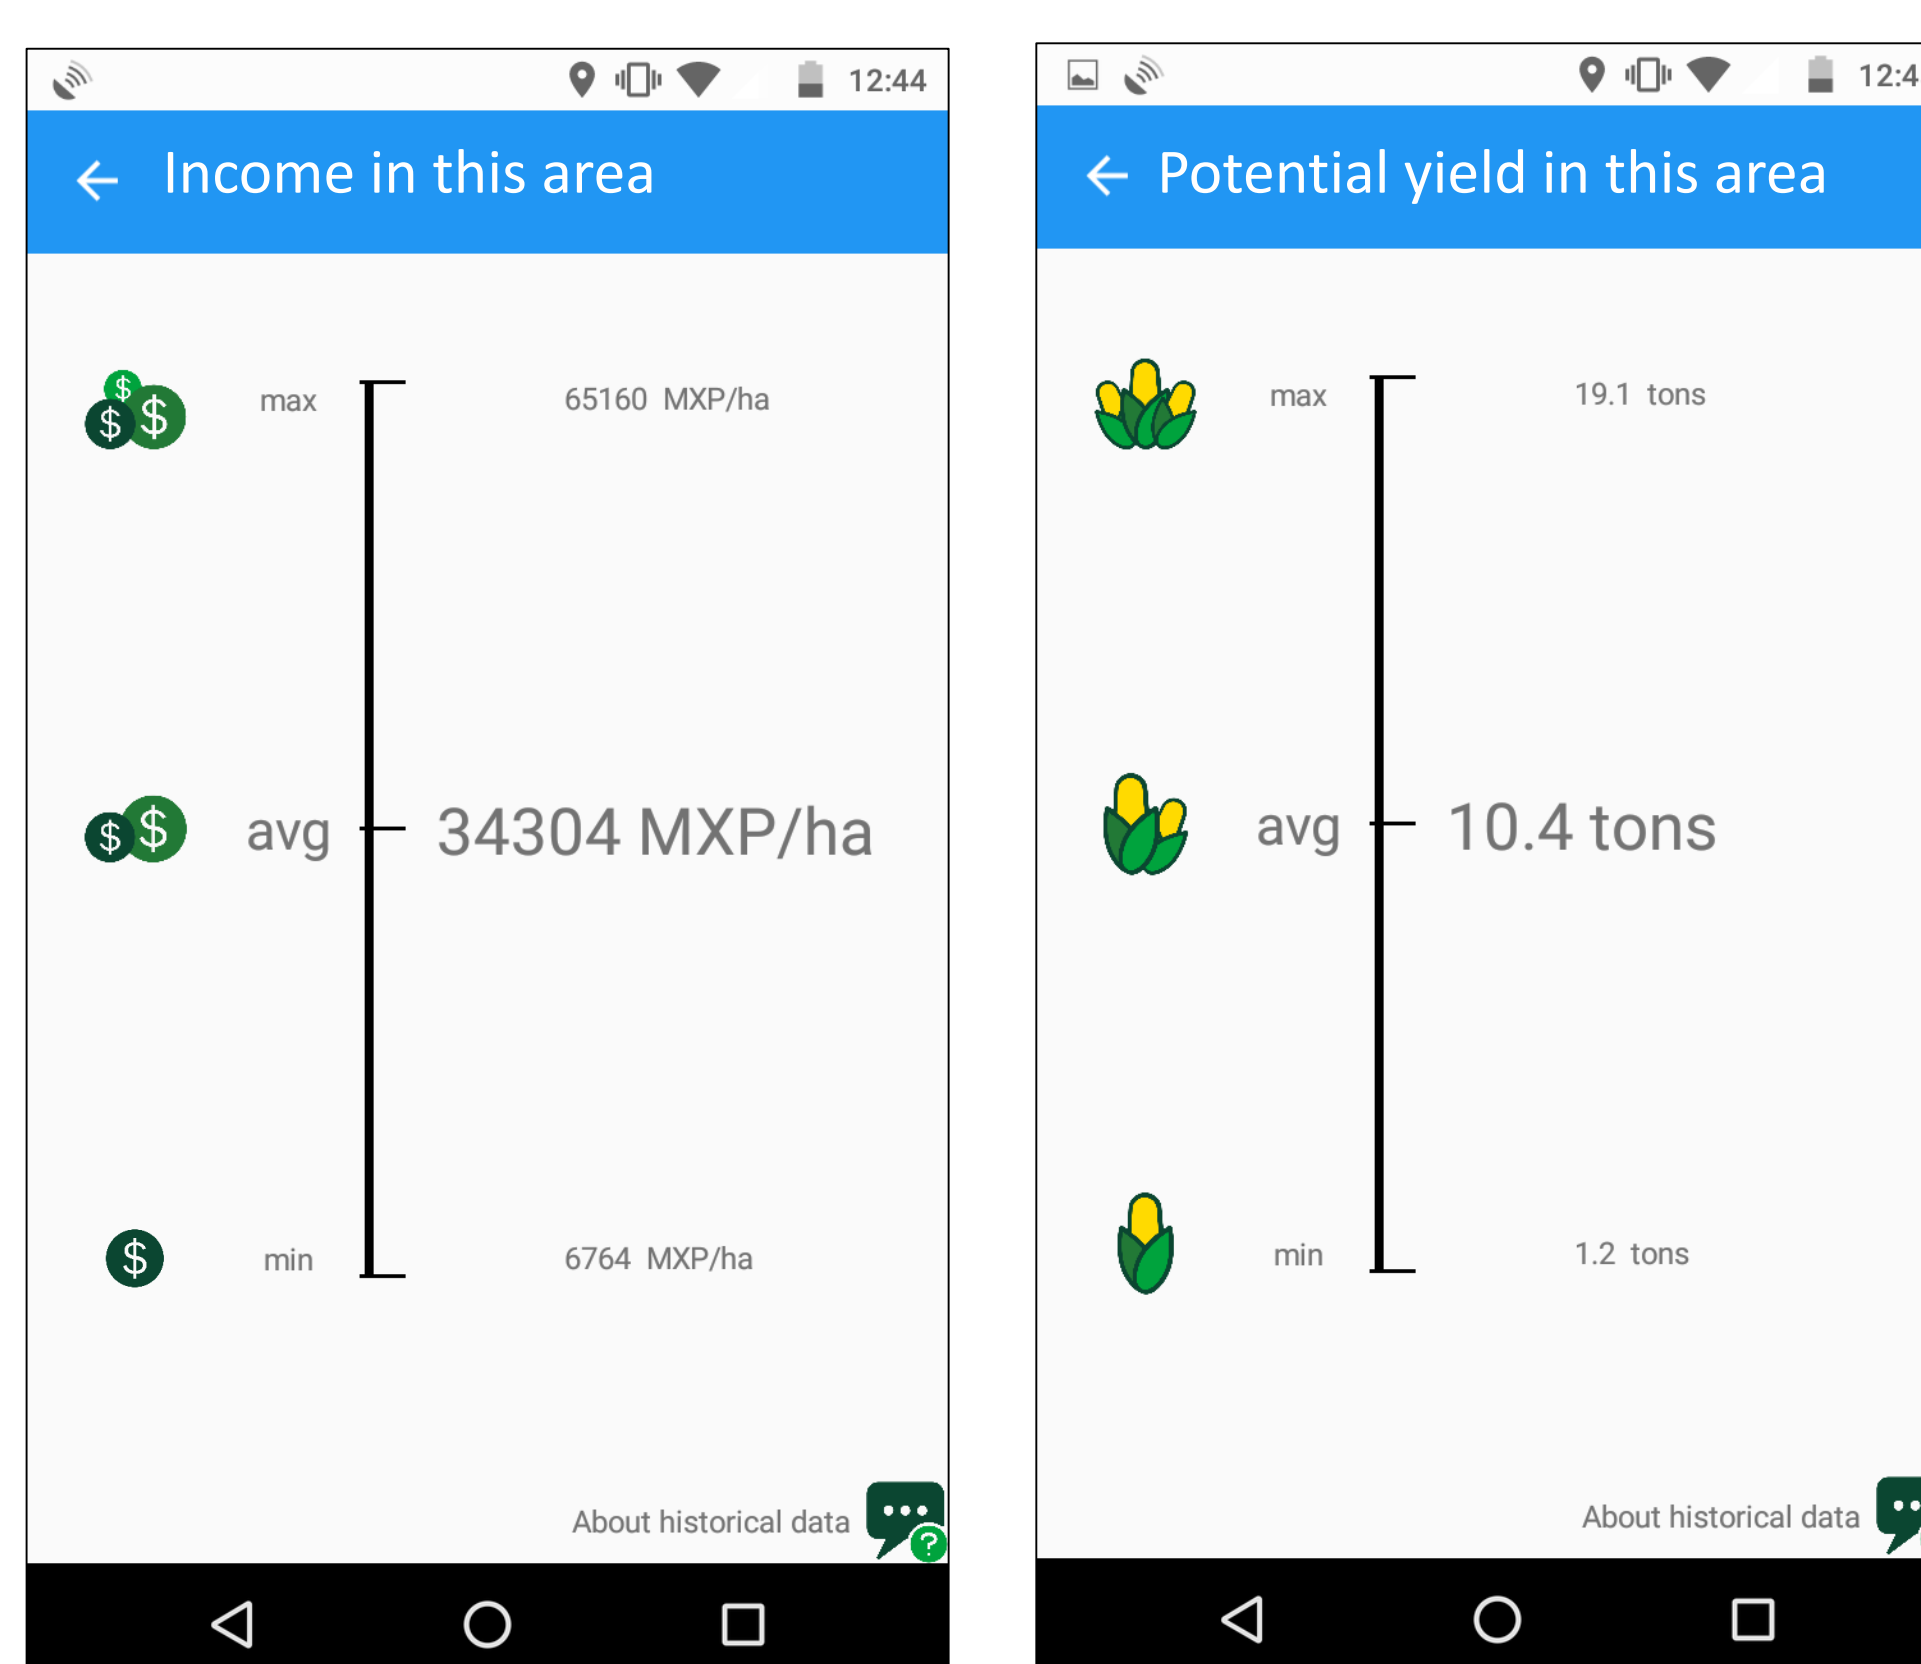 12:44
Income in this area
max 65160 MXP/ha
avg 34304 MXP/ha
min 6764 MXP/ha
About historical data
12:4
Potential yield in this area
max 19.1 tons
avg 10.4 tons
min 1.2 tons
About historical data